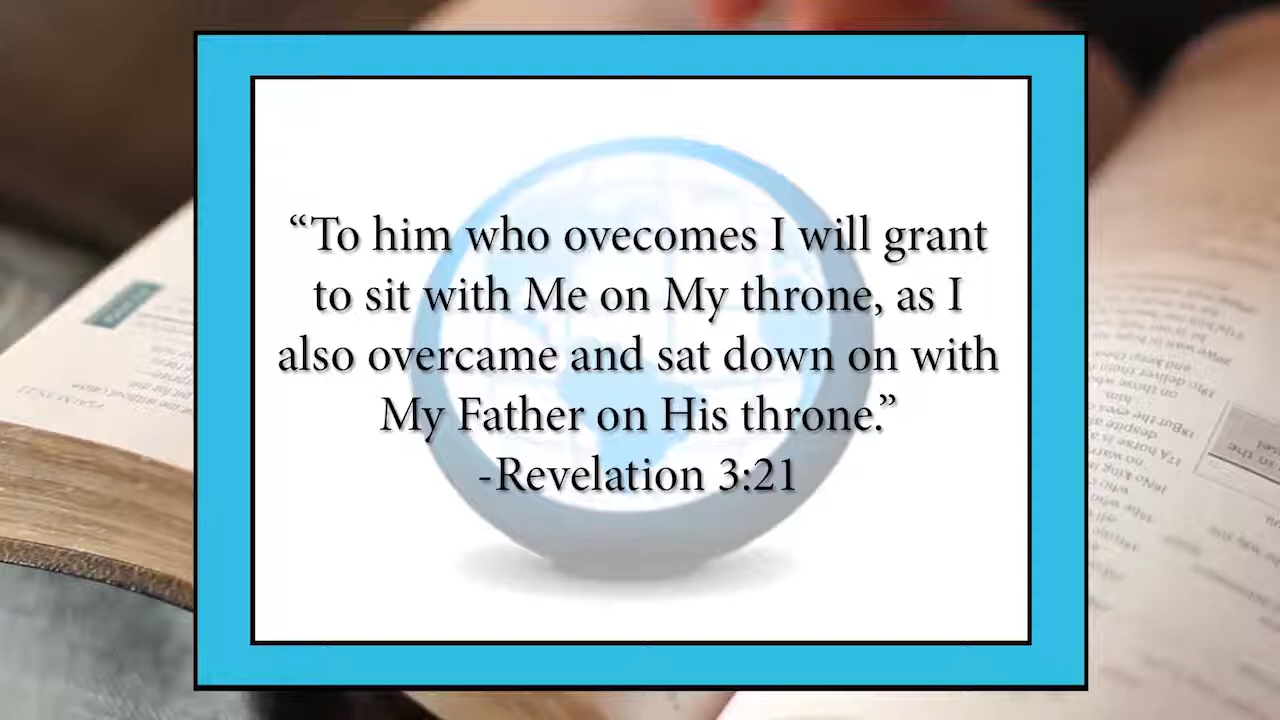 “To him who ovecomes I will grant
to sit with Me on My throne, as I
also overcame and sat down on with
My Father on His throne.”
-Revelation 3:21